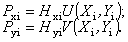 P_{xi} = H_{xi}U(X_i,Y_i),
P_{yi} = H_{yi}V(X_i,Y_i).